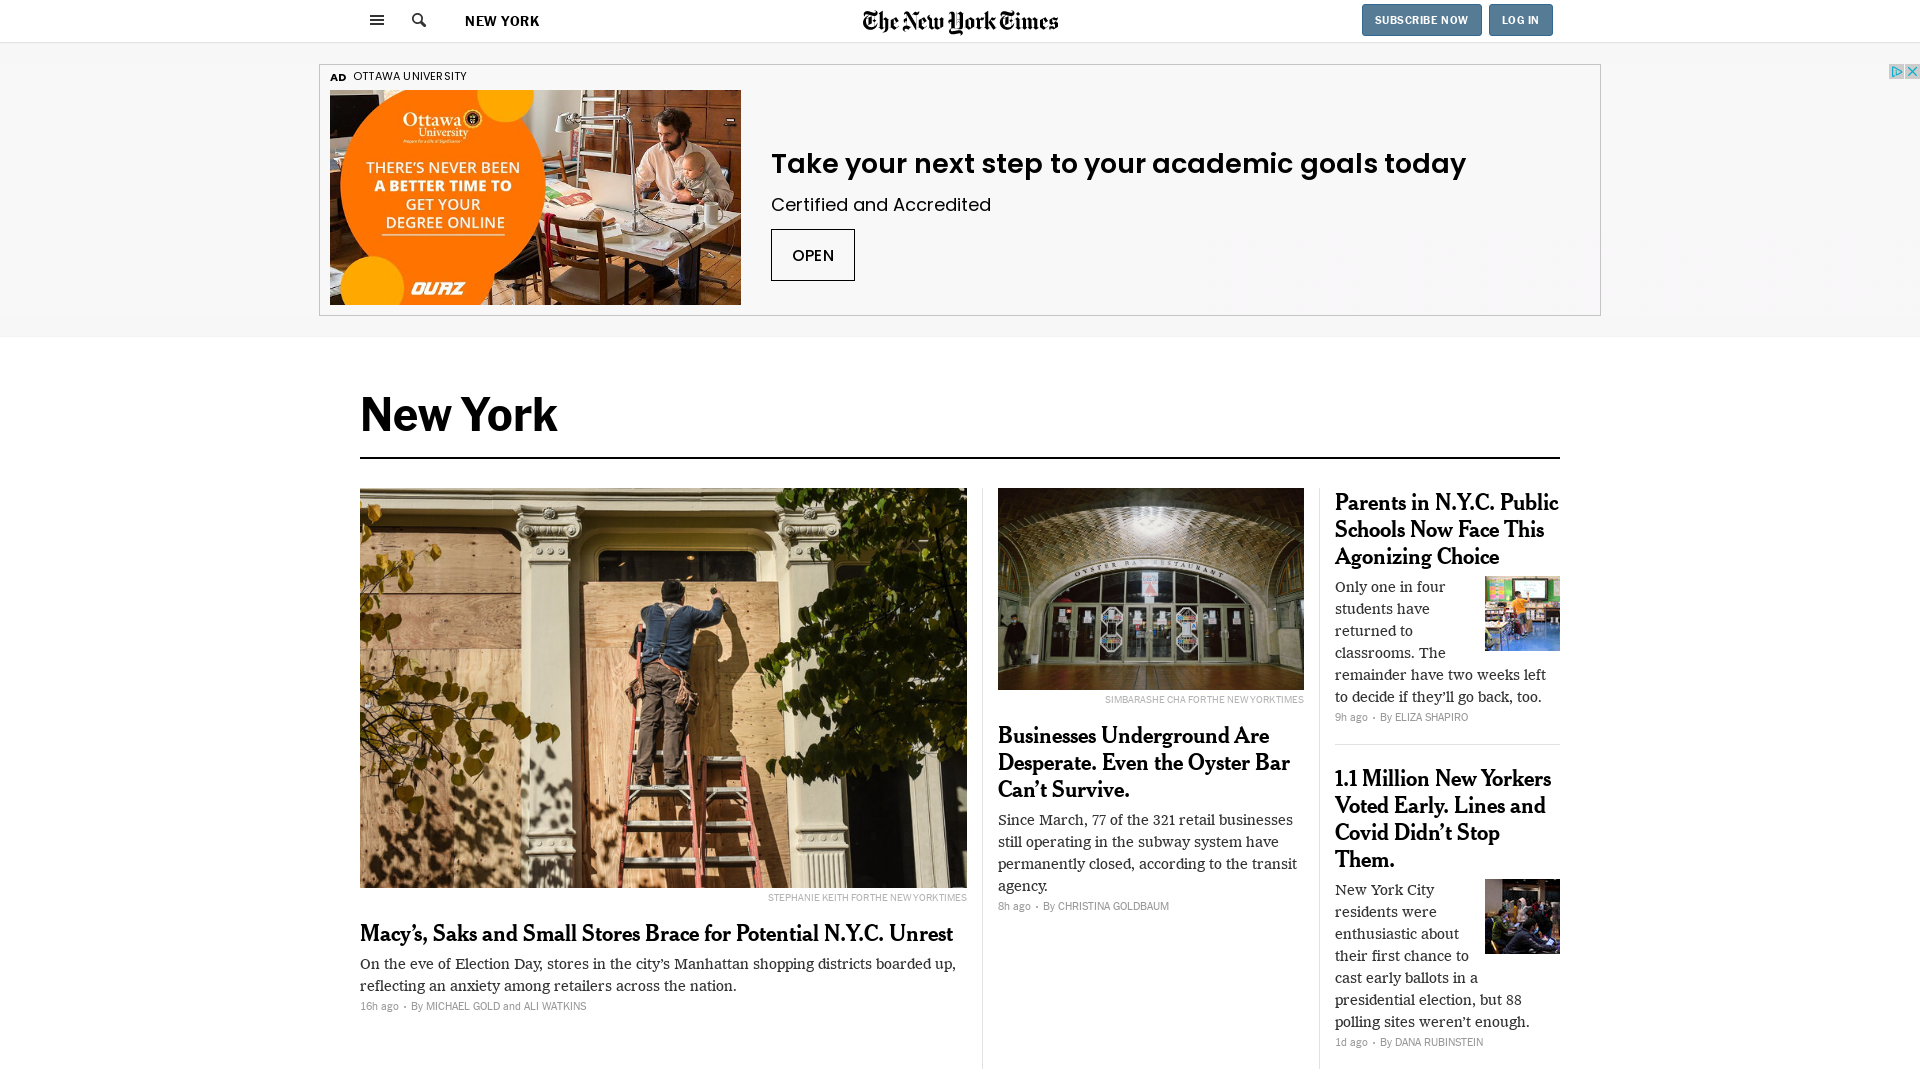 NEW YORK
The New York Times
SUBSCRIBE NOW
LOG IN
AD OTTAWA UNIVERSITY
Ottawa
University
THERE'S NEVER BEEN
A BETTER TIME TO
GET YOUR
DEGREE ONLINE
OURZ
Take your next step to your academic goals today
Certified and Accredited
OPEN
New York
STEPHANIE KEITH FOR THE NEW YORK TIMES
Macy’s, Saks and Small Stores Brace for Potential N.Y.C. Unrest
On the eve of Election Day, stores in the city’s Manhattan shopping districts boarded up,
reflecting an anxiety among retailers across the nation.
16h ago • By MICHAEL GOLD and ALI WATKINS
OYSTER BAR RESTAURANT
SIMBARASHE CHA FOR THE NEW YORK TIMES
Businesses Underground Are
Desperate. Even the Oyster Bar
Can’t Survive.
Since March, 77 of the 321 retail businesses
still operating in the subway system have
permanently closed, according to the transit
agency.
8h ago • By CHRISTINA GOLDBAUM
Parents in N.Y.C. Public
Schools Now Face This
Agonizing Choice
Only one in four
students have
returned to
classrooms. The
remainder have two weeks left
to decide if they’ll go back, too.
9h ago • By ELIZA SHAPIRO
1.1 Million New Yorkers
Voted Early. Lines and
Covid Didn’t Stop
Them.
New York City
residents were
enthusiastic about
their first chance to
cast early ballots in a
presidential election, but 88
polling sites weren’t enough.
1d ago • By DANA RUBINSTEIN